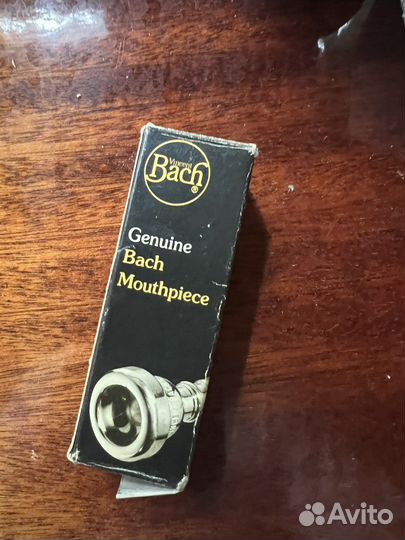 Vincent
Bach
®
Genuine
Bach
Mouthpiece
Avito